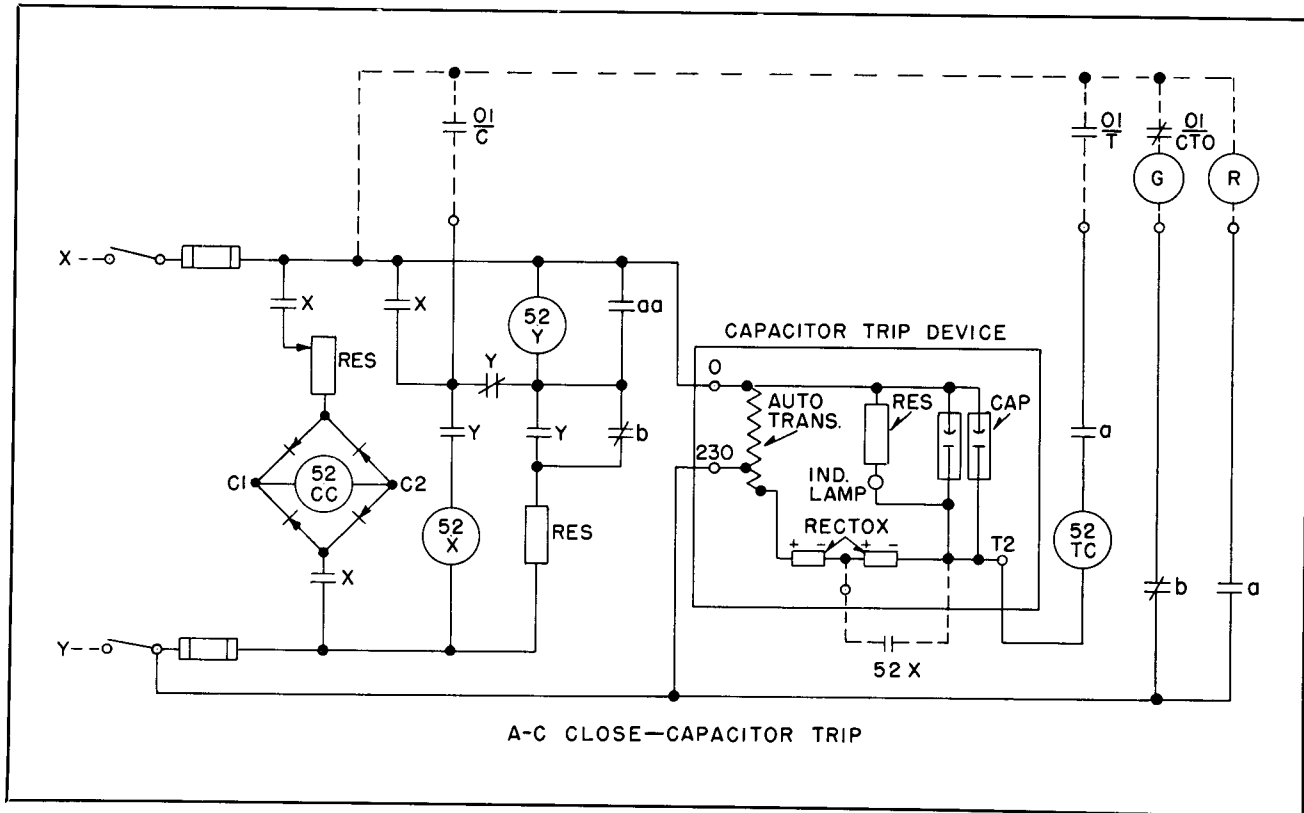 01
C
01
T
01
CTO
G
R
X
X
X
52
Y
aa
CAPACITOR TRIP DEVICE
RES
Y
O
AUTO
TRANS.
RES
CAP
Y
Y
b
a
230
IND.
LAMP
C1
52
CC
C2
52
X
RES
RECTOX
+ - + -
T2
52
TC
X
b
a
Y
52 X
A-C CLOSE—CAPACITOR TRIP